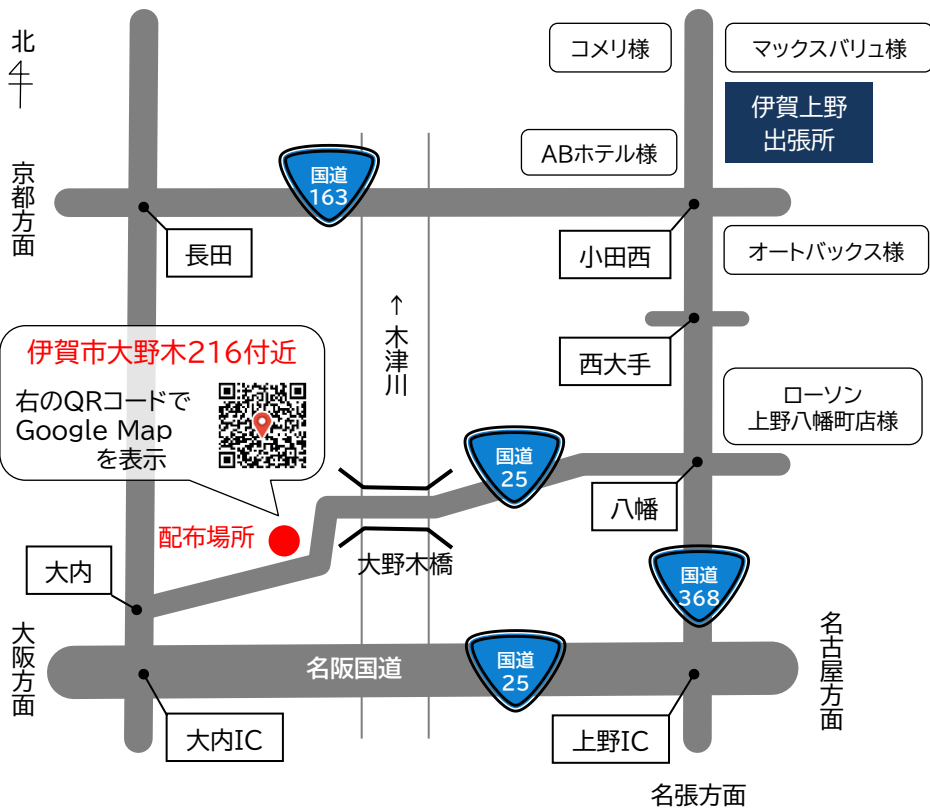 北
コメリ様
マックスバリュ様
伊賀上野
出張所
ABホテル様
京都方面
国道
163
長田
小田西
オートバックス様
↑木津川
西大手
伊賀市大野木216付近
右のQRコードで
Google Map
を表示
ローソン
上野八幡町店様
国道
25
八幡
配布場所
大野木橋
大内
国道
368
大阪方面
名阪国道
国道
25
名古屋方面
大内IC
上野IC
名張方面